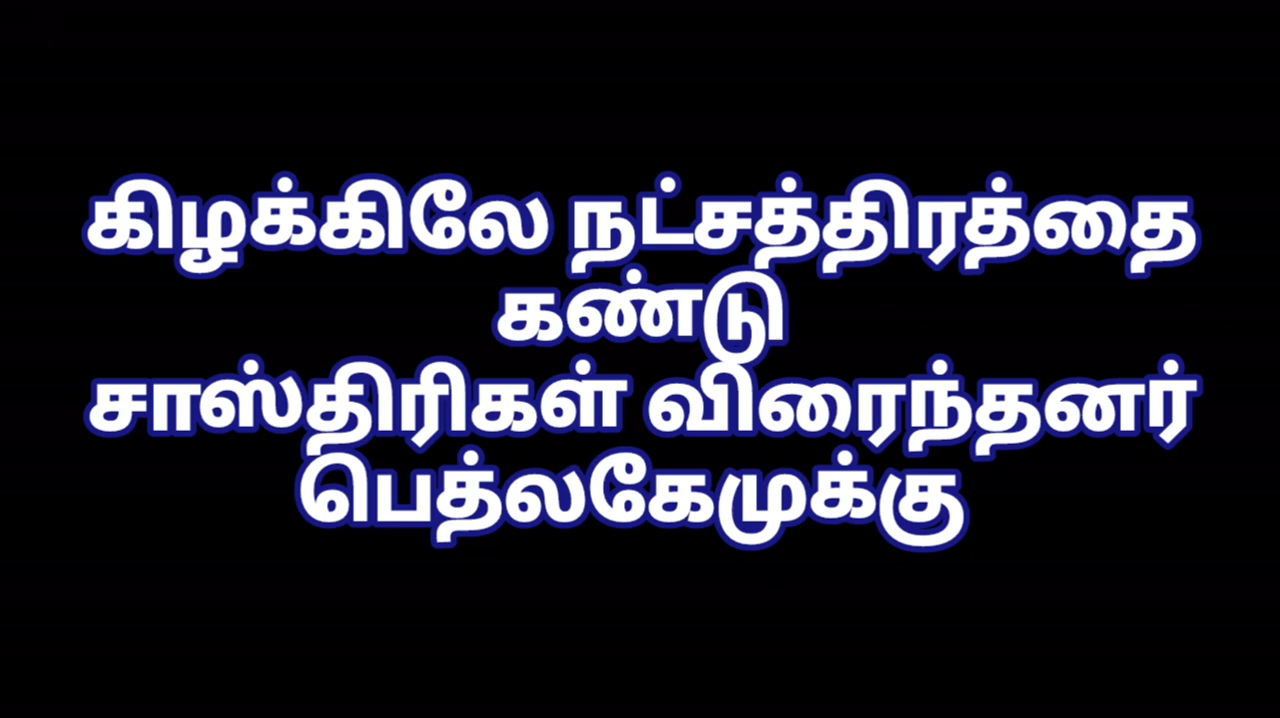 கிழக்கிலே நட்சத்திரத்தை
கண்டு
சாஸ்திரிகள் விரைந்தனர்
பெத்லகேமுக்கு